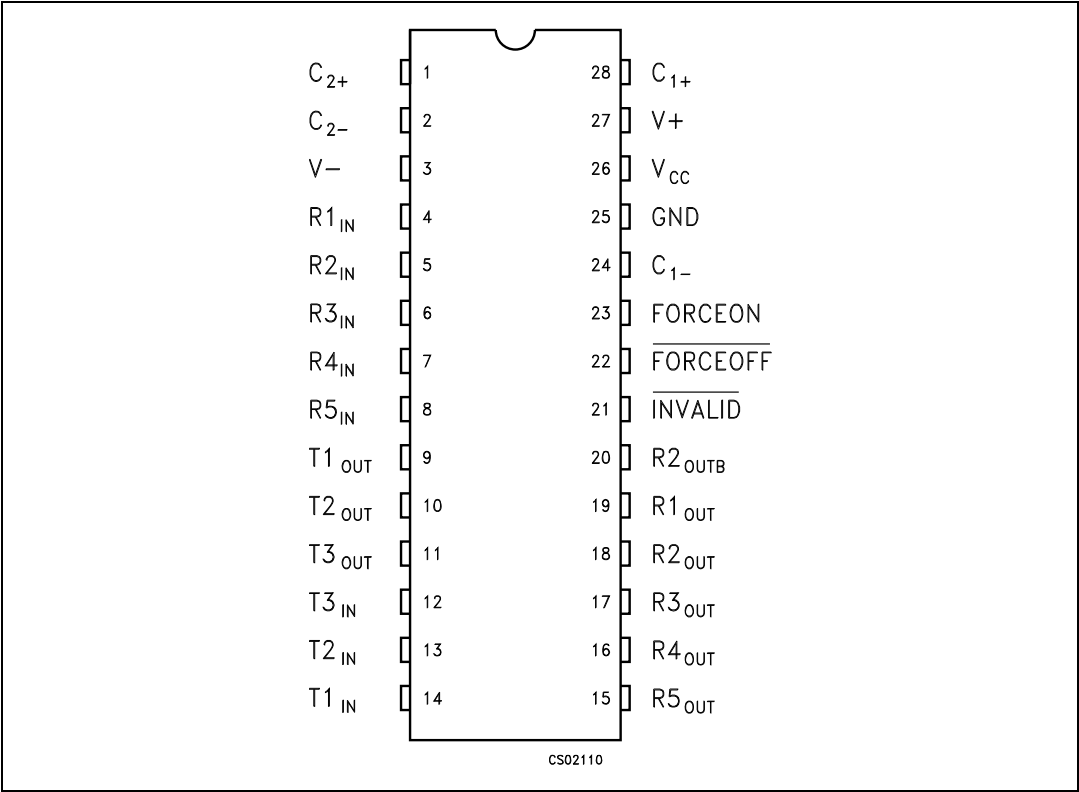 C2+ 1 28 C1+
C2− 2 27 V+
V− 3 26 VCC
R1IN 4 25 GND
R2IN 5 24 C1−
R3IN 6 23 FORCEON
R4IN 7 22 FORCEOFF
R5IN 8 21 INVALID
T1OUT 9 20 R2OUTB
T2OUT 10 19 R1OUT
T3OUT 11 18 R2OUT
T3IN 12 17 R3OUT
T2IN 13 16 R4OUT
T1IN 14 15 R5OUT
CS02110